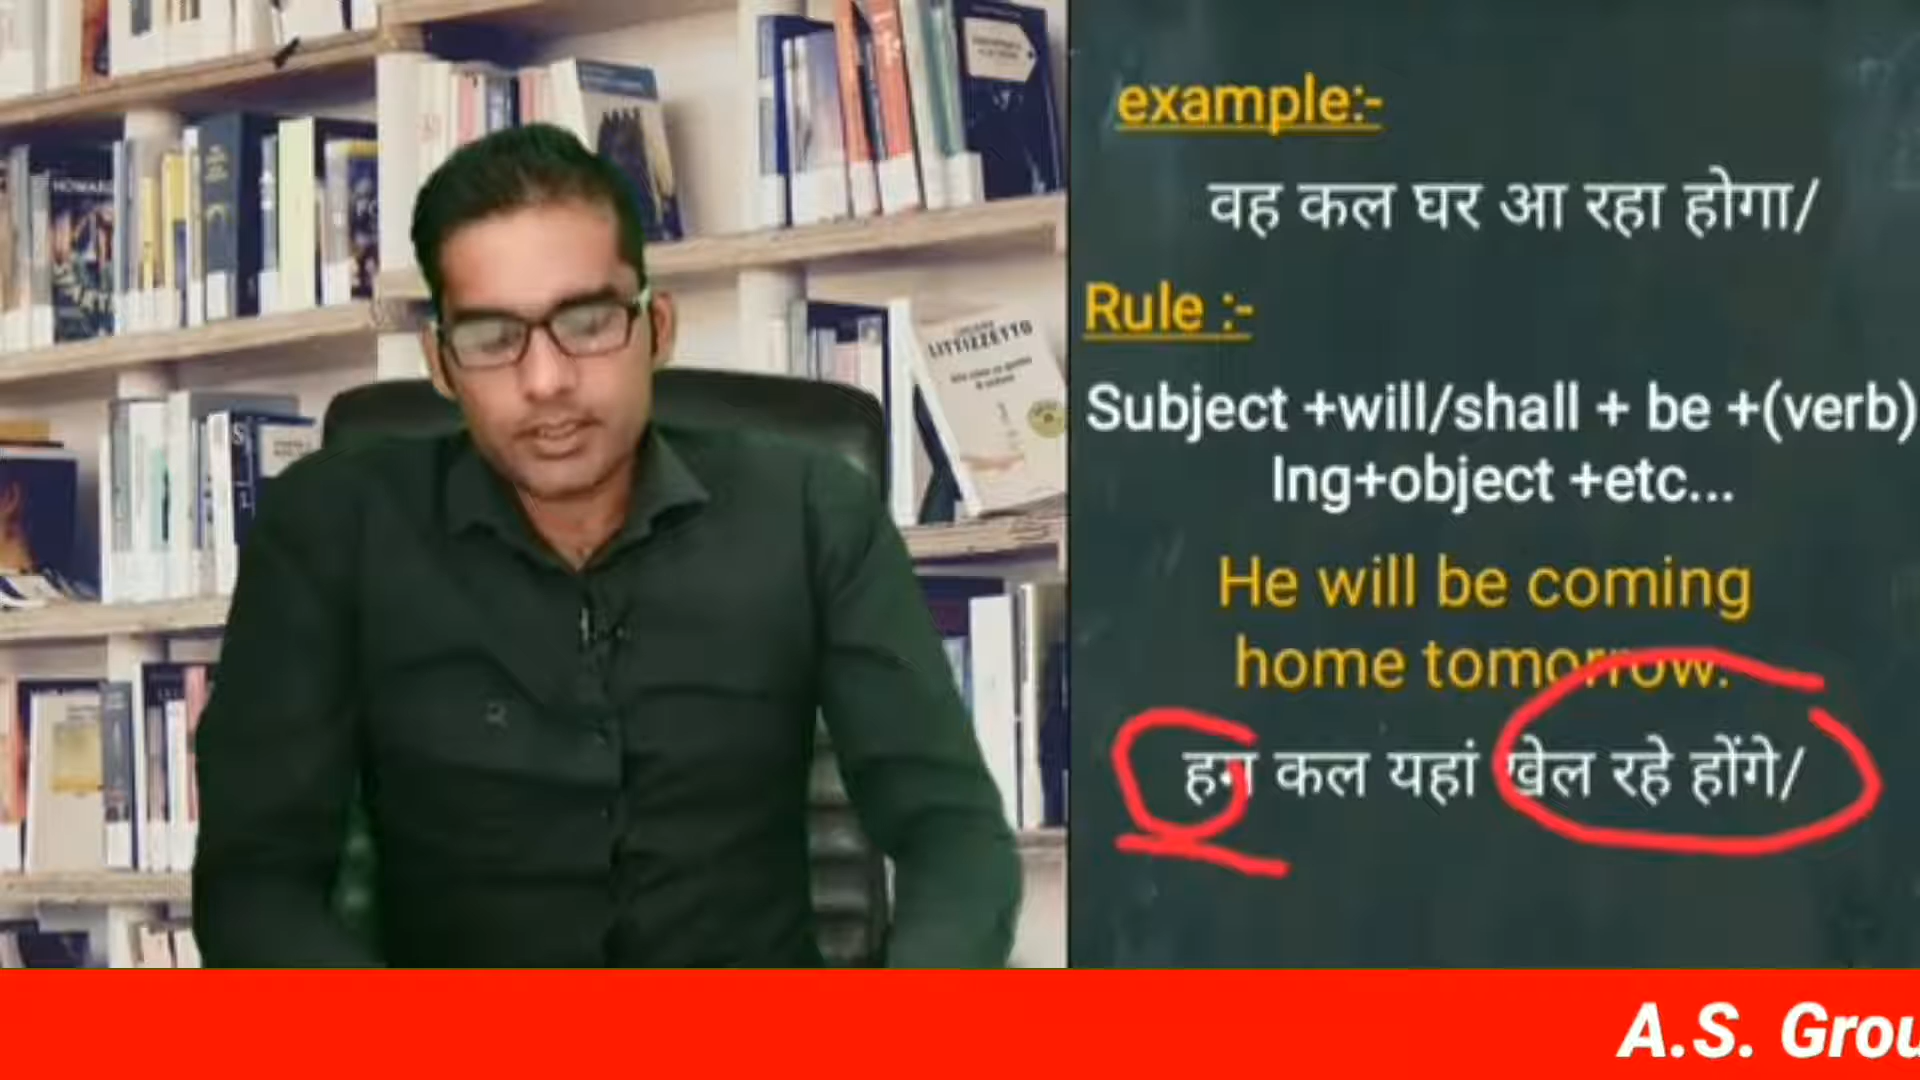 example:-
वह कल घर आ रहा होगा/
Rule :-
Subject +will/shall + be +(verb)
Ing+object +etc...
He will be coming
home tomorrow.
हम कल यहां खेल रहे होंगे/
LITTIZZETTO
A.S. Grou